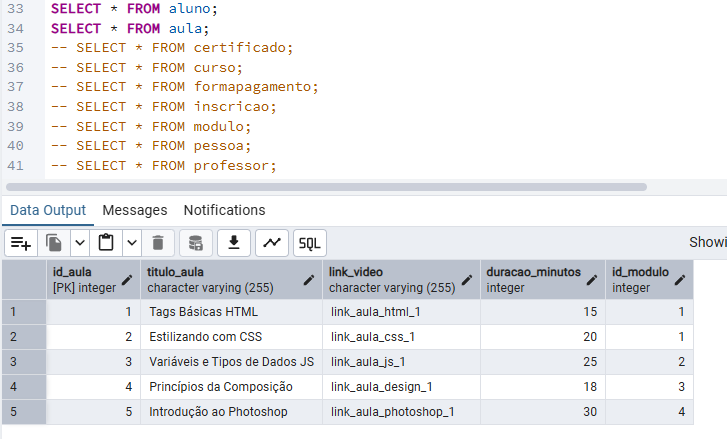 33 SELECT * FROM aluno;
34 SELECT * FROM aula;
35 -- SELECT * FROM certificado;
36 -- SELECT * FROM curso;
37 -- SELECT * FROM formapagamento;
38 -- SELECT * FROM inscricao;
39 -- SELECT * FROM modulo;
40 -- SELECT * FROM pessoa;
41 -- SELECT * FROM professor;
Data Output Messages Notifications
SQL Showi
id_aula titulo_aula link_video duracao_minutos id_modulo
[PK] integer character varying (255) character varying (255) integer integer
1 1 Tags Básicas HTML link_aula_html_1 15 1
2 2 Estilizando com CSS link_aula_css_1 20 1
3 3 Variáveis e Tipos de Dados JS link_aula_js_1 25 2
4 4 Princípios da Composição link_aula_design_1 18 3
5 5 Introdução ao Photoshop link_aula_photoshop_1 30 4